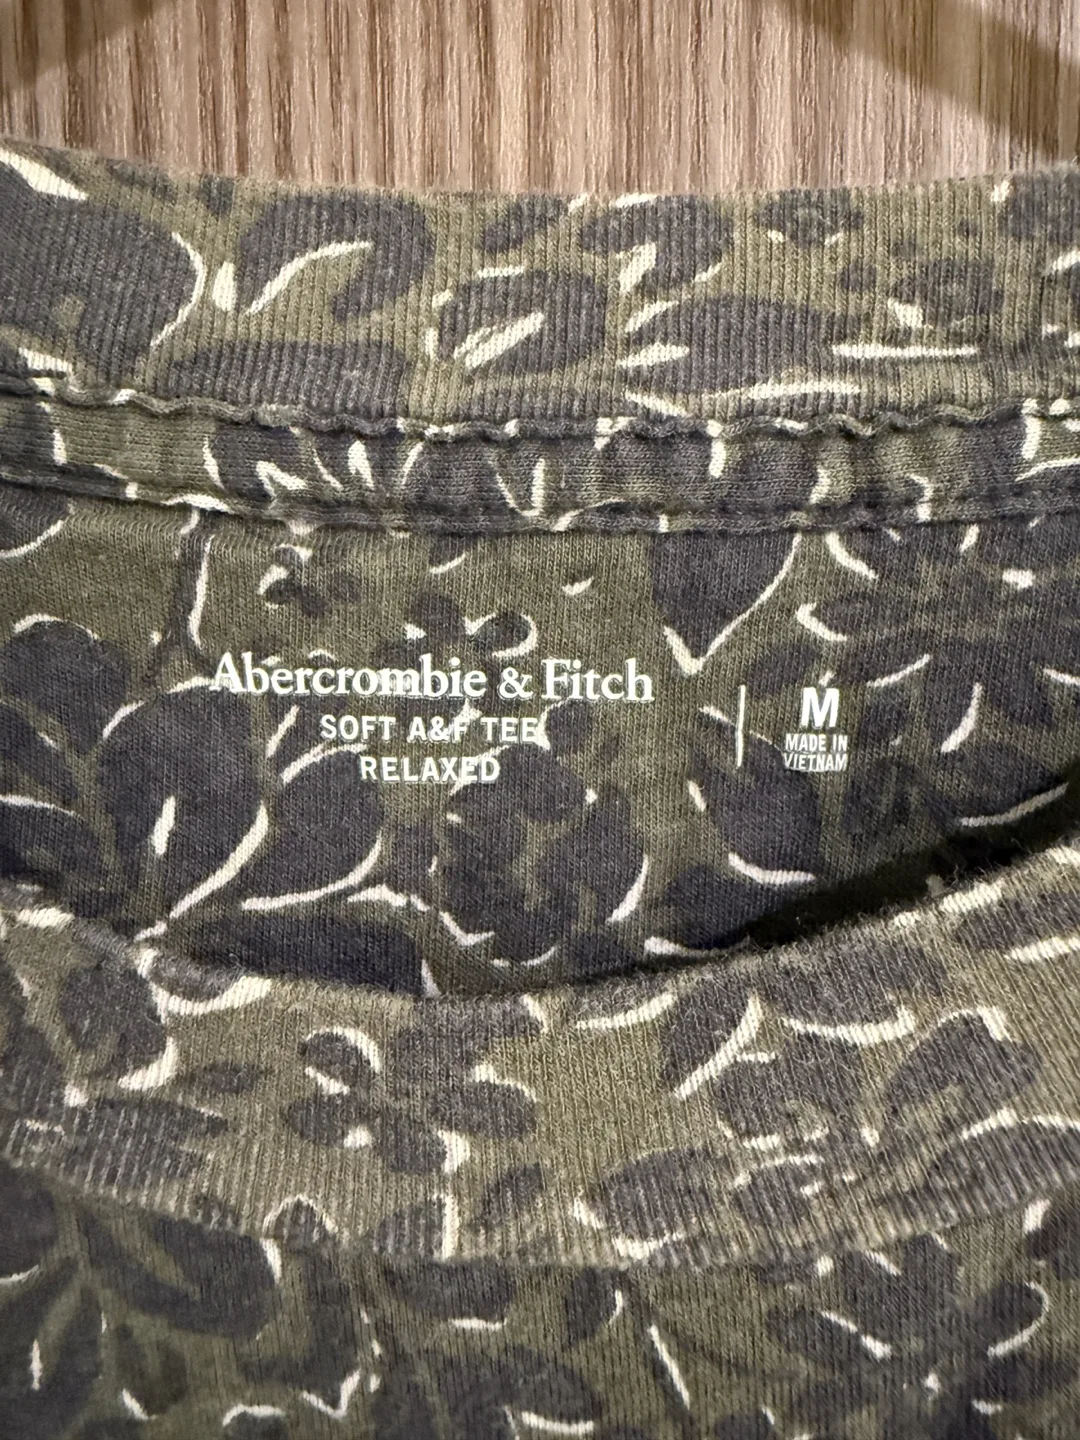 Abercrombie & Fitch
SOFT A&F TEE
RELAXED
M
MADE IN
VIETNAM